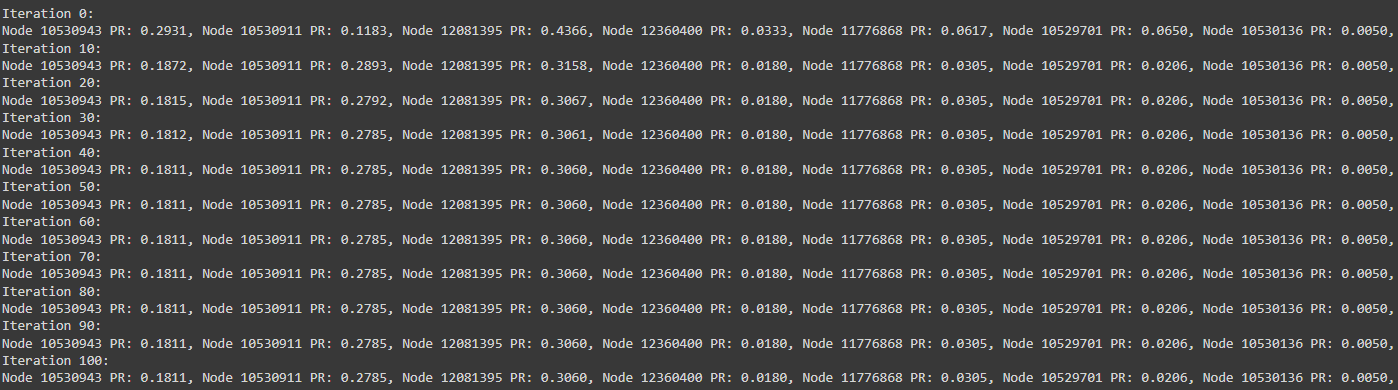 Iteration 0:
Node 10530943 PR: 0.2931, Node 10530911 PR: 0.1183, Node 12081395 PR: 0.4366, Node 12360400 PR: 0.0333, Node 11776868 PR: 0.0617, Node 10529701 PR: 0.0650, Node 10530136 PR: 0.0050,
Iteration 10:
Node 10530943 PR: 0.1872, Node 10530911 PR: 0.2893, Node 12081395 PR: 0.3158, Node 12360400 PR: 0.0180, Node 11776868 PR: 0.0305, Node 10529701 PR: 0.0206, Node 10530136 PR: 0.0050,
Iteration 20:
Node 10530943 PR: 0.1815, Node 10530911 PR: 0.2792, Node 12081395 PR: 0.3067, Node 12360400 PR: 0.0180, Node 11776868 PR: 0.0305, Node 10529701 PR: 0.0206, Node 10530136 PR: 0.0050,
Iteration 30:
Node 10530943 PR: 0.1812, Node 10530911 PR: 0.2785, Node 12081395 PR: 0.3061, Node 12360400 PR: 0.0180, Node 11776868 PR: 0.0305, Node 10529701 PR: 0.0206, Node 10530136 PR: 0.0050,
Iteration 40:
Node 10530943 PR: 0.1811, Node 10530911 PR: 0.2785, Node 12081395 PR: 0.3060, Node 12360400 PR: 0.0180, Node 11776868 PR: 0.0305, Node 10529701 PR: 0.0206, Node 10530136 PR: 0.0050,
Iteration 50:
Node 10530943 PR: 0.1811, Node 10530911 PR: 0.2785, Node 12081395 PR: 0.3060, Node 12360400 PR: 0.0180, Node 11776868 PR: 0.0305, Node 10529701 PR: 0.0206, Node 10530136 PR: 0.0050,
Iteration 60:
Node 10530943 PR: 0.1811, Node 10530911 PR: 0.2785, Node 12081395 PR: 0.3060, Node 12360400 PR: 0.0180, Node 11776868 PR: 0.0305, Node 10529701 PR: 0.0206, Node 10530136 PR: 0.0050,
Iteration 70:
Node 10530943 PR: 0.1811, Node 10530911 PR: 0.2785, Node 12081395 PR: 0.3060, Node 12360400 PR: 0.0180, Node 11776868 PR: 0.0305, Node 10529701 PR: 0.0206, Node 10530136 PR: 0.0050,
Iteration 80:
Node 10530943 PR: 0.1811, Node 10530911 PR: 0.2785, Node 12081395 PR: 0.3060, Node 12360400 PR: 0.0180, Node 11776868 PR: 0.0305, Node 10529701 PR: 0.0206, Node 10530136 PR: 0.0050,
Iteration 90:
Node 10530943 PR: 0.1811, Node 10530911 PR: 0.2785, Node 12081395 PR: 0.3060, Node 12360400 PR: 0.0180, Node 11776868 PR: 0.0305, Node 10529701 PR: 0.0206, Node 10530136 PR: 0.0050,
Iteration 100:
Node 10530943 PR: 0.1811, Node 10530911 PR: 0.2785, Node 12081395 PR: 0.3060, Node 12360400 PR: 0.0180, Node 11776868 PR: 0.0305, Node 10529701 PR: 0.0206, Node 10530136 PR: 0.0050,